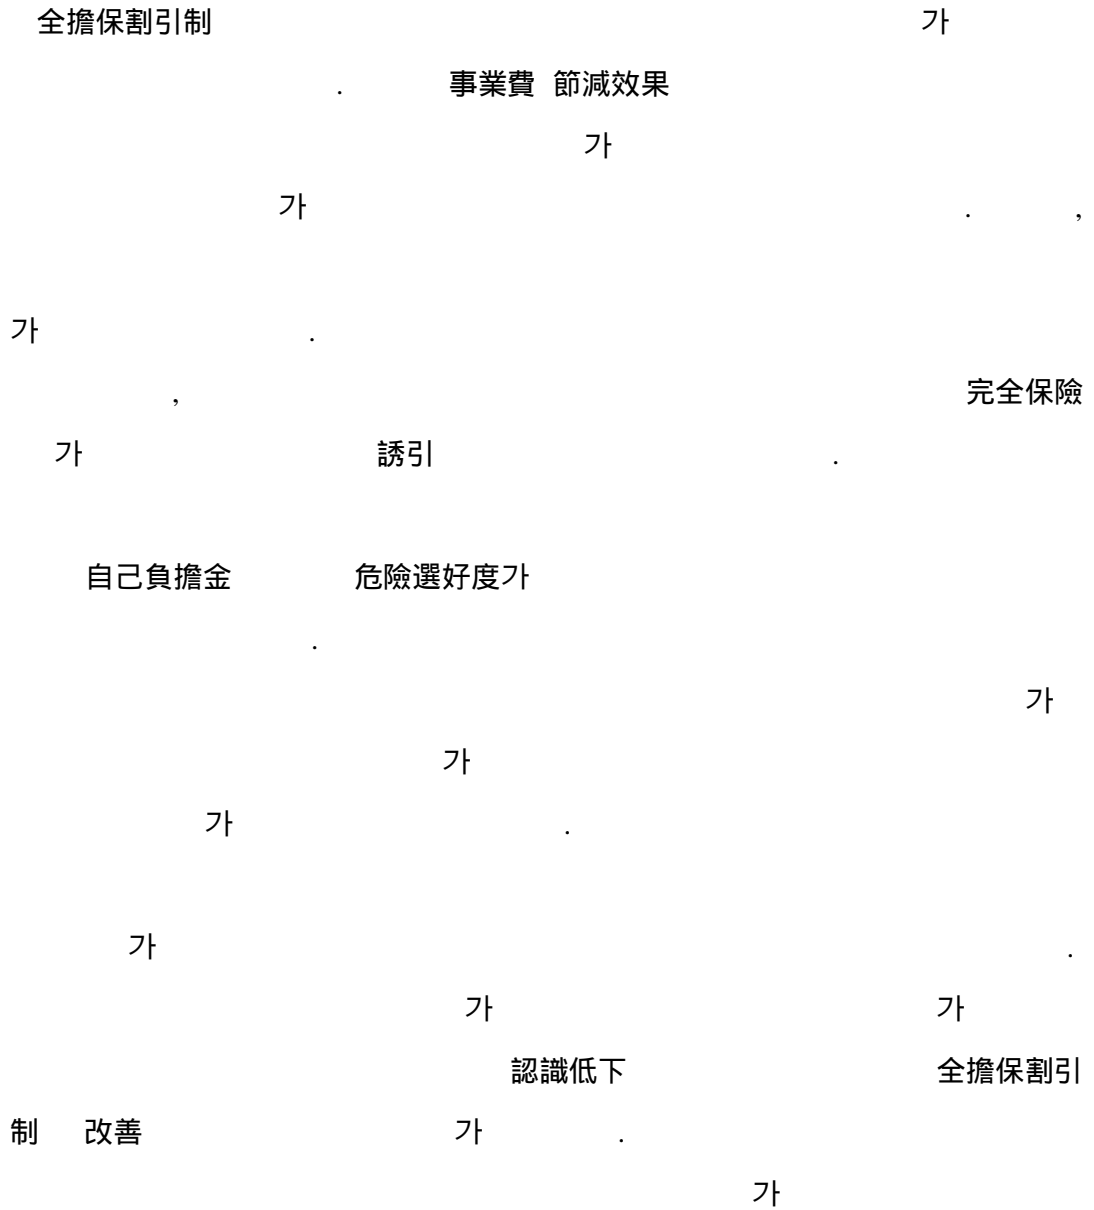 全擔保割引制 가
. 事業費 節減效果
가
가 . ,
가 .
, 完全保險
가 誘引 .
自己負擔金 危險選好度가
.
가
가
가 .
가 .
가 가
認識低下 全擔保割引
制 改善 가 .
가